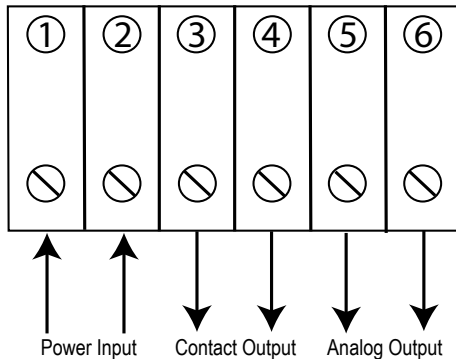 ① ② ③ ④ ⑤ ⑥
Power Input Contact Output Analog Output